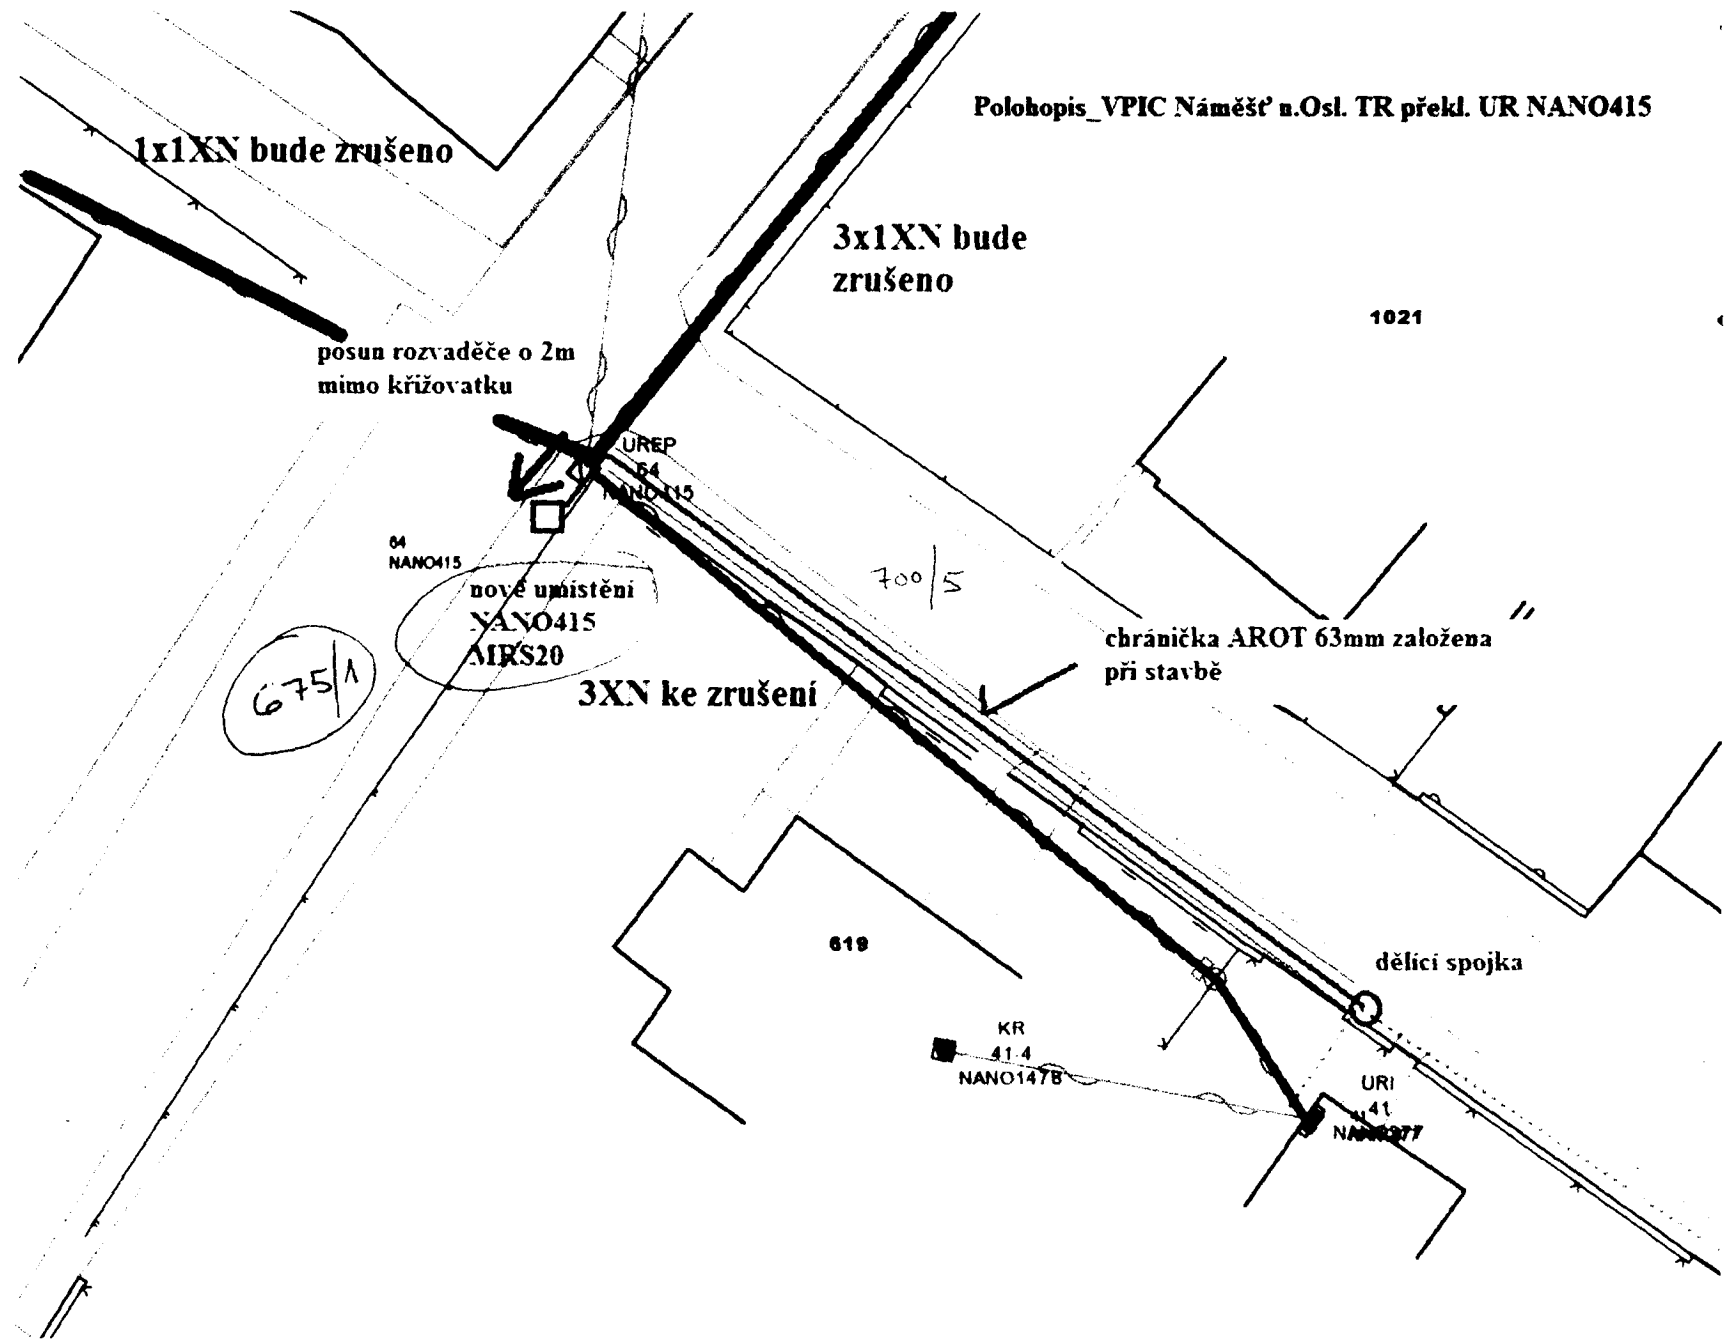 Polohopis_VPIC Náměšť n.Osl. TR překl. UR NANO415
1x1XN bude zrušeno
3x1XN bude
zrušeno
1021
posun rozvaděče o 2m
mimo křižovatku
UREP
64
NANO415
64
NANO415
nové umístění
NANO415
MRS20
700/5
675/1
chránička AROT 63mm založena
při stavbě
3XN ke zrušení
619
dělící spojka
KR
41.4
NANO147B
URI
41